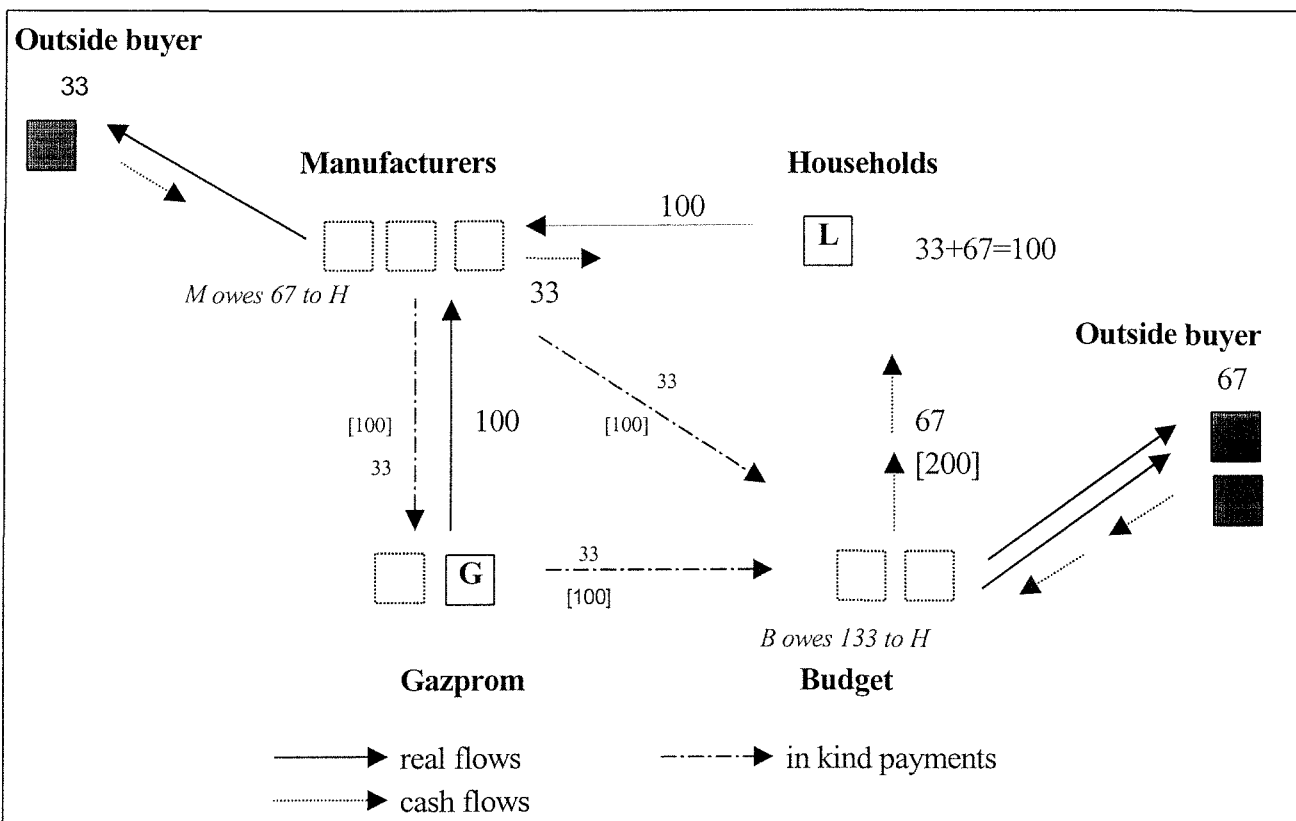 Outside buyer
33
Manufacturers
Households
100
L
33+67=100
M owes 67 to H
33
Outside buyer
67
33
[100]
[100]
100
33
67
[200]
G
33
[100]
B owes 133 to H
Gazprom
Budget
real flows
in kind payments
cash flows